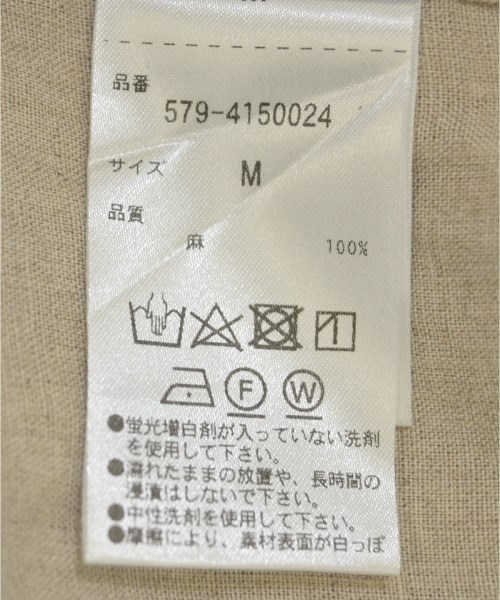 品番
579-4150024
サイズ M
品質
麻 100%
F W
●蛍光増白剤が入っていない洗剤
を使用して下さい。
●濡れたままの放置や、長時間の
浸漬はしないで下さい。
●中性洗剤を使用して下さい。
●摩擦により、素材表面が白っぽ